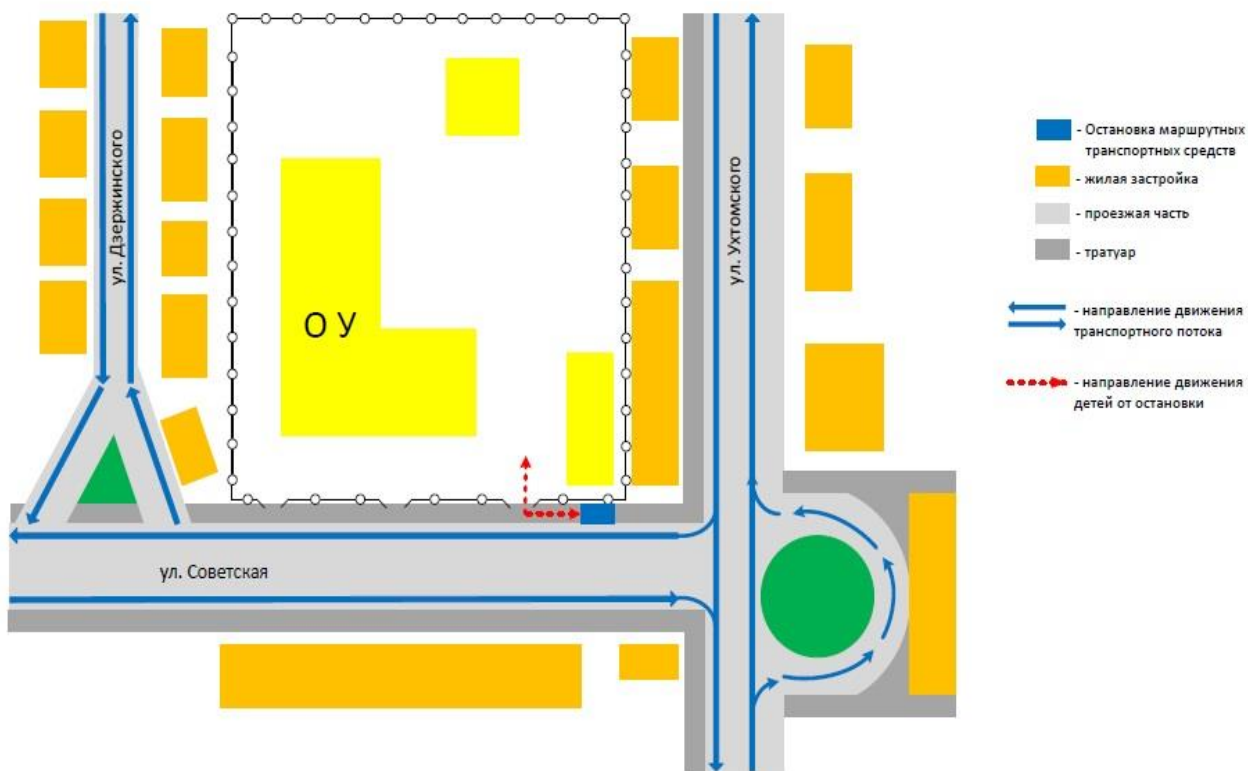 ул. Дзержинского
ул. Ухтомского
О У
ул. Советская
- Остановка маршрутных
транспортных средств
- жилая застройка
- проезжая часть
- тратуар
- направление движения
транспортного потока
- направление движения
детей от остановки